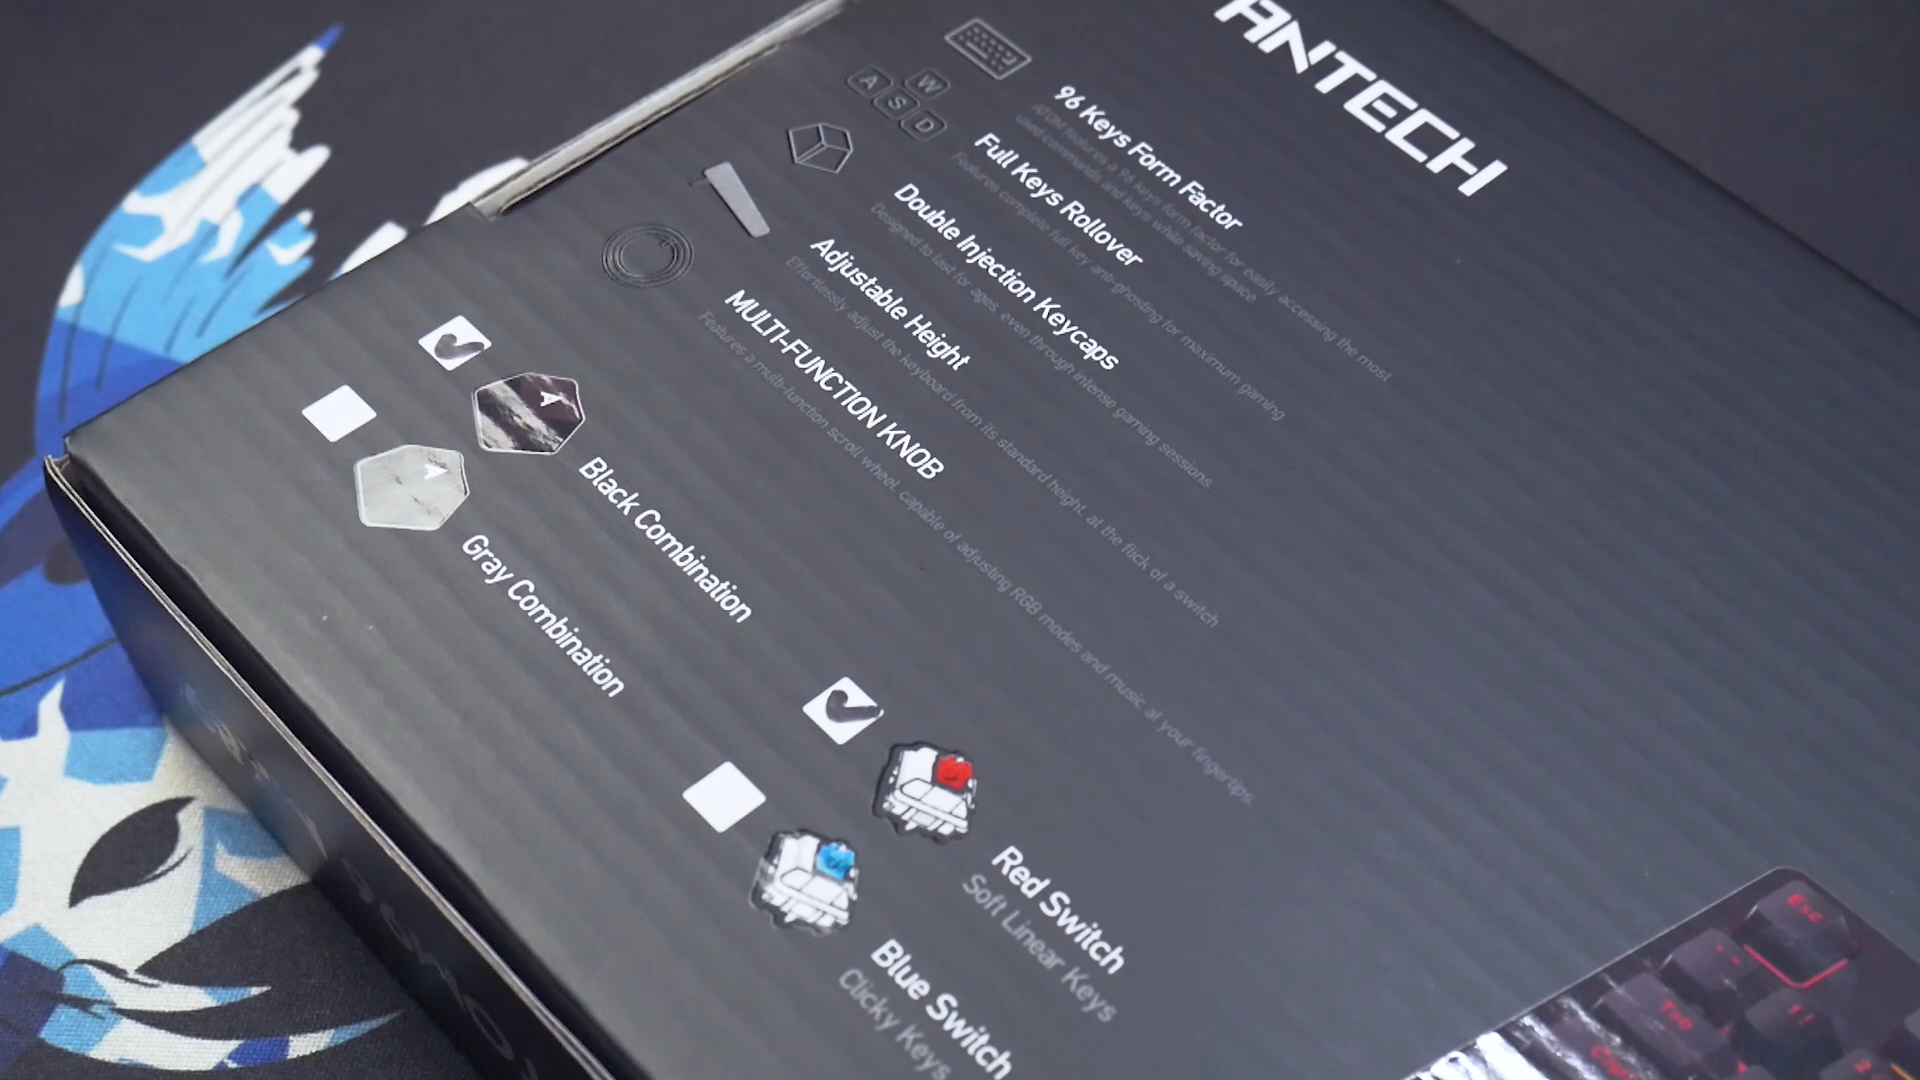 ANTECH
W
A S D
96 Keys Form Factor
ATOM features a 96 keys form factor for easily accessing the most
used commands and keys while saving space.
Full Keys Rollover
Features complete full key anti-ghosting for maximum gaming.
Double Injection Keycaps
Designed to last for ages, even through intense gaming sessions.
Adjustable Height
Effortlessly adjust the keyboard from its standard height, at the flick of a switch
MULTI-FUNCTION KNOB
Features a multi-function scroll wheel, capable of adjusting RGB modes and music at your fingertips.
A
Black Combination
A
Gray Combination
Red Switch
Soft Linear Keys
Blue Switch
Clicky Keys
Esc
Tab